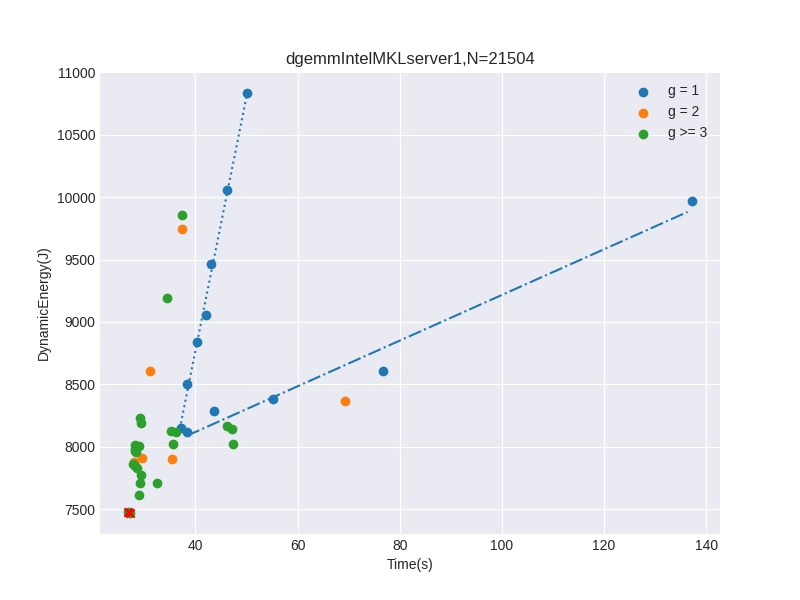 dgemmIntelMKLserver1,N=21504
11000
10500
10000
9500
9000
8500
8000
7500
DynamicEnergy(J)
g = 1
g = 2
g >= 3
40
60
80
100
120
140
Time(s)